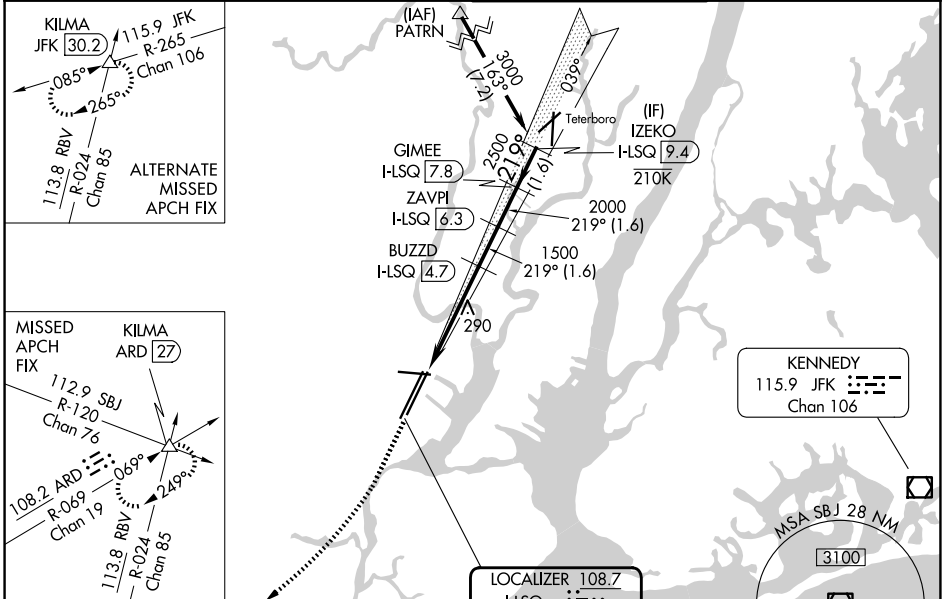 KILMA
JFK 30.2
115.9 JFK
R-265
Chan 106
085°
265°
113.8 RBV
R-024
Chan 85
ALTERNATE
MISSED
APCH FIX
(IAF)
PATRN
3000
163°
(7.2)
039°
Teterboro
(IF)
IZEKO
I-LSQ 9.4
210K
2500
219°
(1.6)
GIMEE
I-LSQ 7.8
ZAVPI
I-LSQ 6.3
BUZZD
I-LSQ 4.7
2000
219° (1.6)
1500
219° (1.6)
290
MISSED
APCH
FIX
KILMA
ARD 27
112.9 SBJ
R-120
Chan 76
108.2 ARD
R-069
Chan 19
069°
249°
113.8 RBV
R-024
Chan 85
KENNEDY
115.9 JFK
Chan 106
MSA SBJ 28 NM
3100
LOCALIZER 108.7
I-LSQ